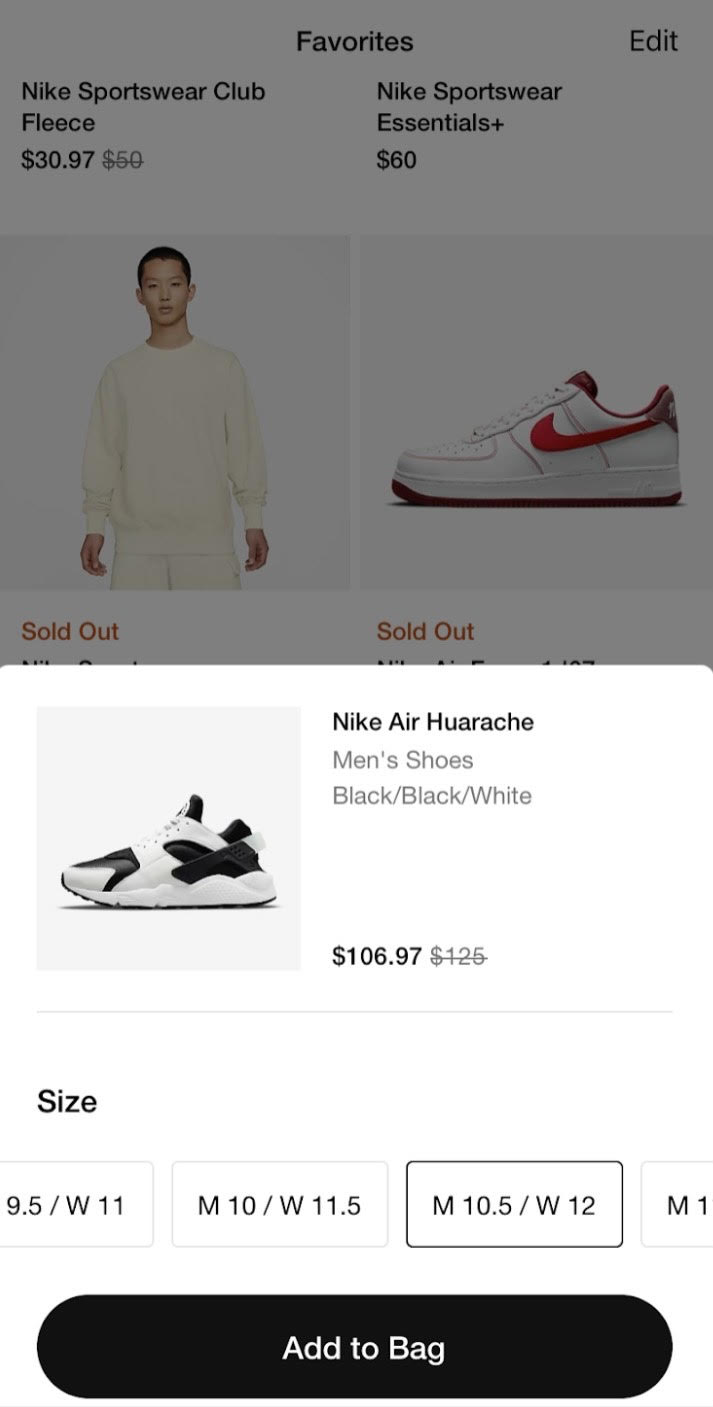 Favorites
Edit
Nike Sportswear Club
Fleece
$30.97 $50
Nike Sportswear
Essentials+
$60
Sold Out
Sold Out
Nike Air Huarache
Men's Shoes
Black/Black/White
$106.97 $125
Size
9.5 / W 11
M 10 / W 11.5
M 10.5 / W 12
M 1
Add to Bag